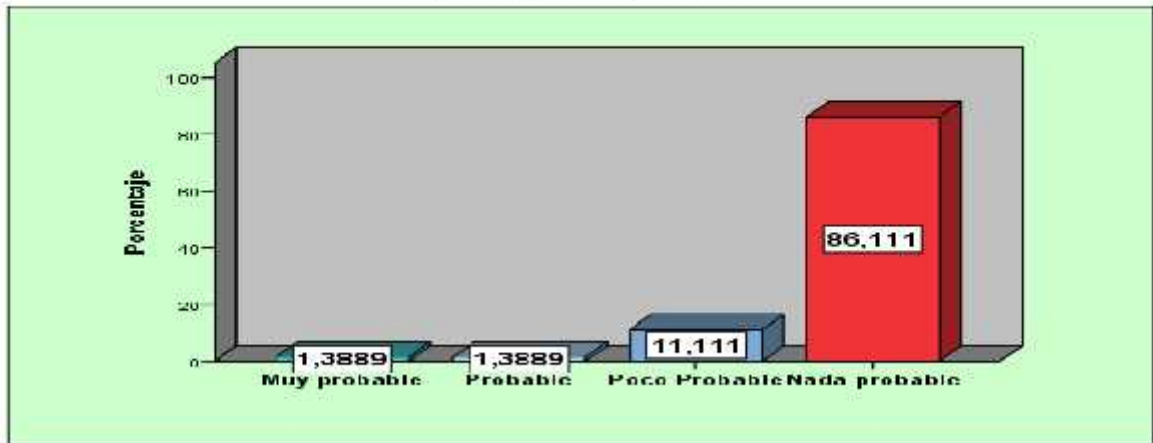 Porcentaje
100
80
60
40
20
0
1,3889
1,3889
11,111
86,111
Muy probable
Probable
Poco Probable
Nada probable